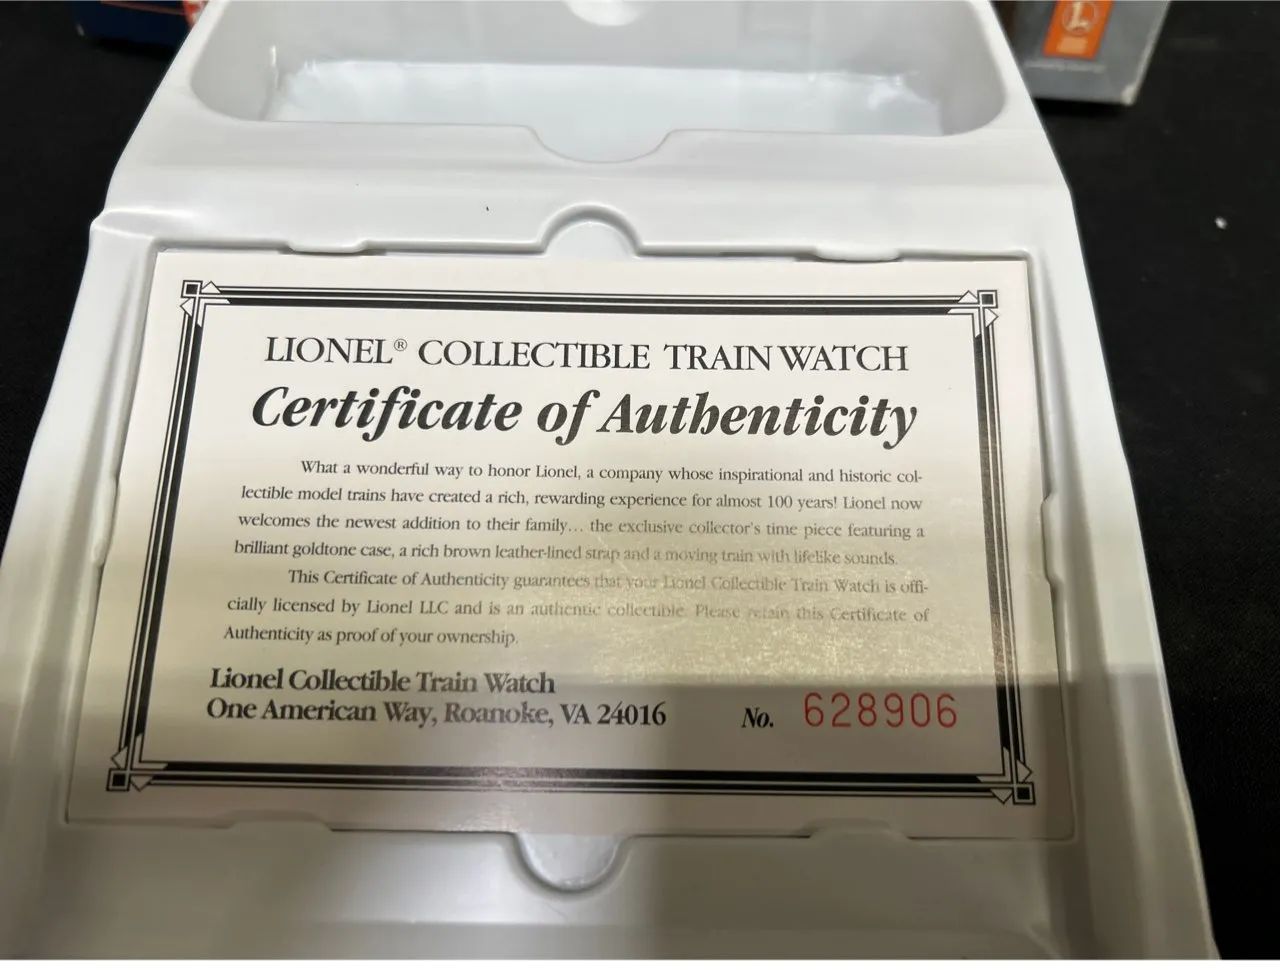 LIONEL® COLLECTIBLE TRAIN WATCH
Certificate of Authenticity
What a wonderful way to honor Lionel, a company whose inspirational and historic col-
lectible model trains have created a rich, rewarding experience for almost 100 years! Lionel now
welcomes the newest addition to their family... the exclusive collector's time piece featuring a
brilliant goldtone case, a rich brown leather-lined strap and a moving train with lifelike sounds.
This Certificate of Authenticity guarantees that your Lionel Collectible Train Watch is offi-
cially licensed by Lionel LLC and is an authentic collectible. Please retain this Certificate of
Authenticity as proof of your ownership.
Lionel Collectible Train Watch
One American Way, Roanoke, VA 24016
No. 628906